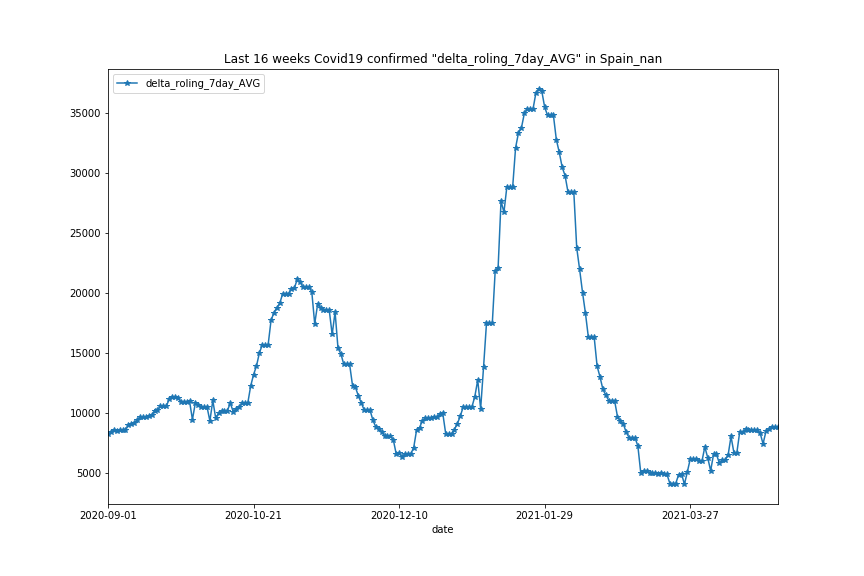 Last 16 weeks Covid19 confirmed "delta_roling_7day_AVG" in Spain_nan
delta_roling_7day_AVG
35000
30000
25000
20000
15000
10000
5000
2020-09-01 2020-10-21 2020-12-10 2021-01-29 2021-03-27
date